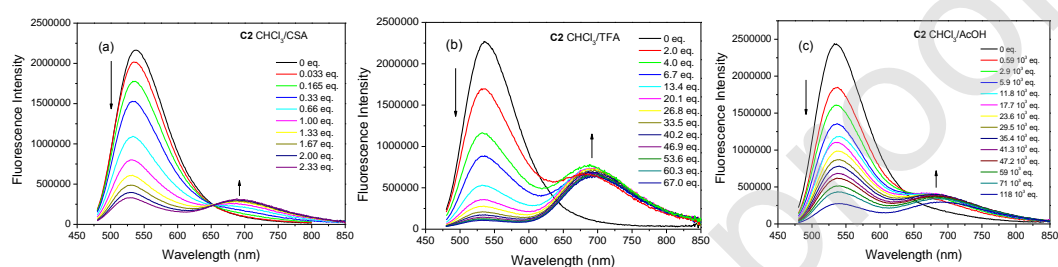 (a)
C2 CHCl3/CSA
0 eq.
0.033 eq.
0.165 eq.
0.33 eq.
0.66 eq.
1.00 eq.
1.33 eq.
1.67 eq.
2.00 eq.
2.33 eq.
2500000
2000000
1500000
1000000
500000
0
450 500 550 600 650 700 750 800 850
Fluorescence Intensity
Wavelength (nm)
(b)
C2 CHCl3/TFA
0 eq.
2.0 eq.
4.0 eq.
6.7 eq.
13.4 eq.
20.1 eq.
26.8 eq.
33.5 eq.
40.2 eq.
46.9 eq.
53.6 eq.
60.3 eq.
67.0 eq.
2500000
2000000
1500000
1000000
500000
0
450 500 550 600 650 700 750 800 850
Fluorescence Intensity
Wavelength (nm)
(c)
C2 CHCl3/AcOH
0 eq.
0.59 10³ eq.
2.9 10³ eq.
5.9 10³ eq.
11.8 10³ eq.
17.7 10³ eq.
23.6 10³ eq.
29.5 10³ eq.
35.4 10³ eq.
41.3 10³ eq.
47.2 10³ eq.
59 10³ eq.
71 10³ eq.
118 10³ eq.
2500000
2000000
1500000
1000000
500000
0
450 500 550 600 650 700 750 800 850
Fluorescence Intensity
Wavelength (nm)